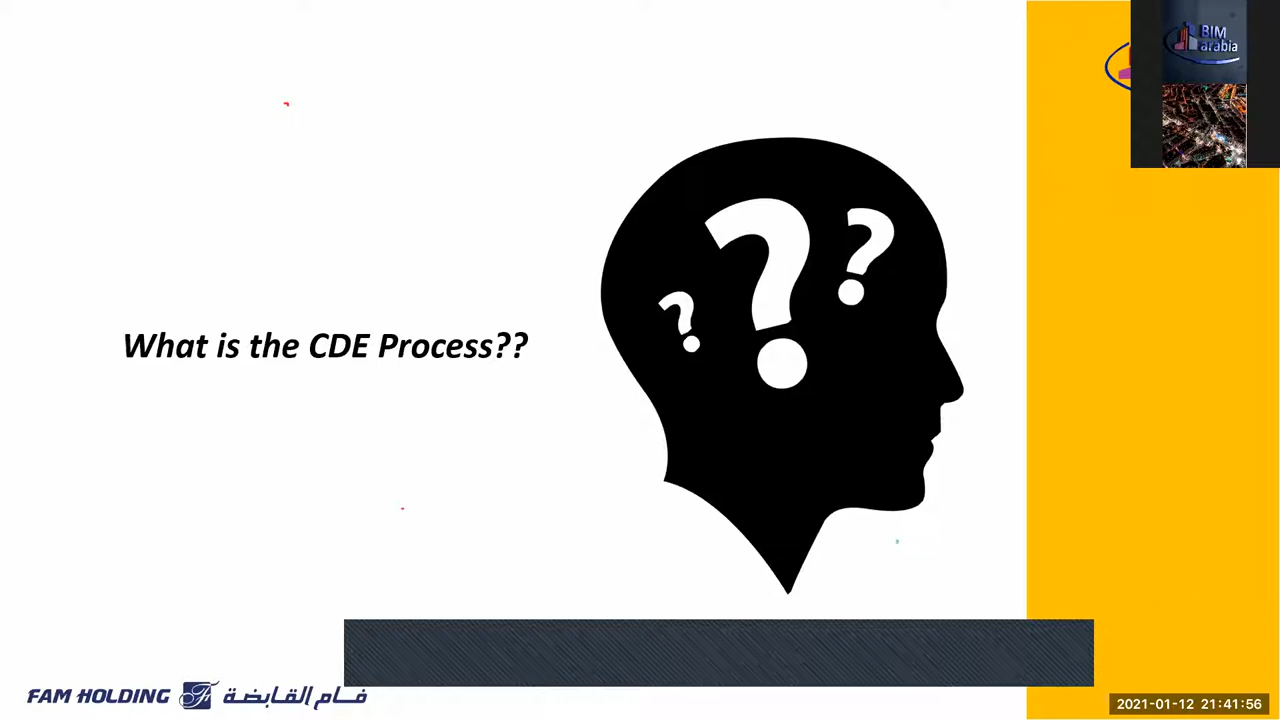 BIM
arabia
What is the CDE Process??
FAM HOLDING فام القابضة
2021-01-12 21:41:56